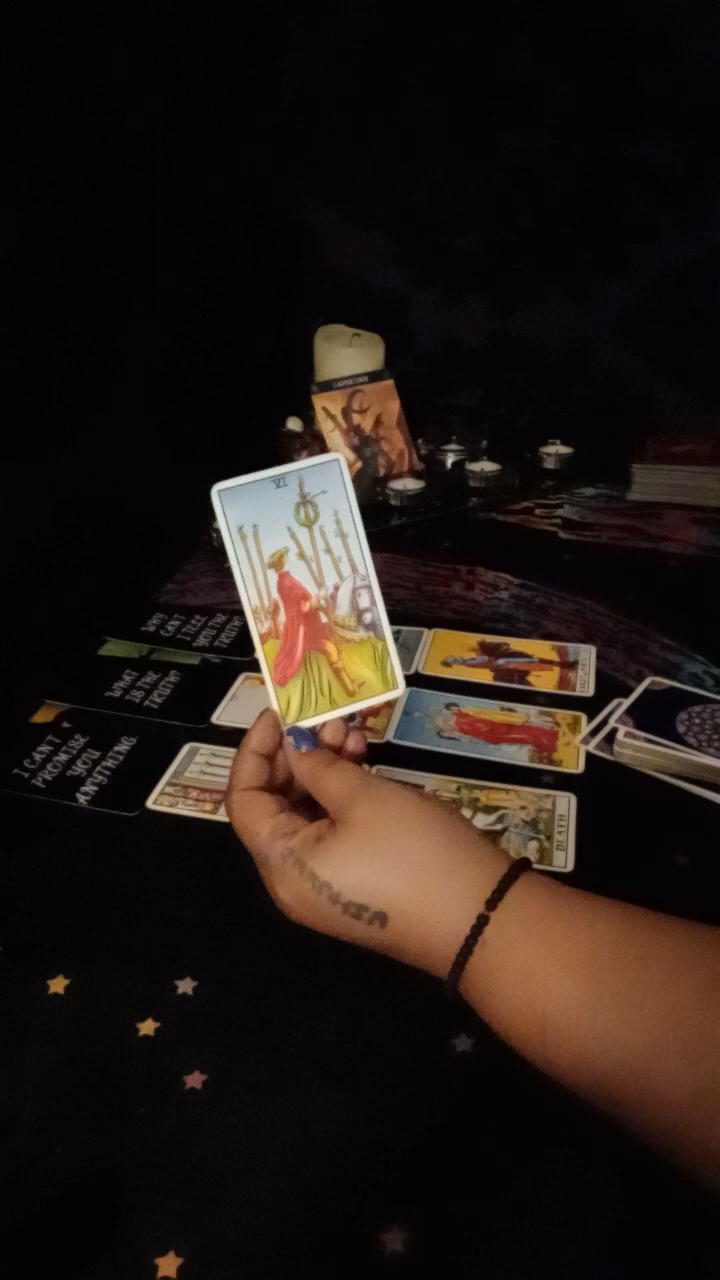 CAPRICORN
VI
WHY
CAN'T
I TELL
YOU THE
TRUTH?
WHAT
IS THE
TRUTH?
I CAN'T
PROMISE
YOU
ANYTHING
DEATH